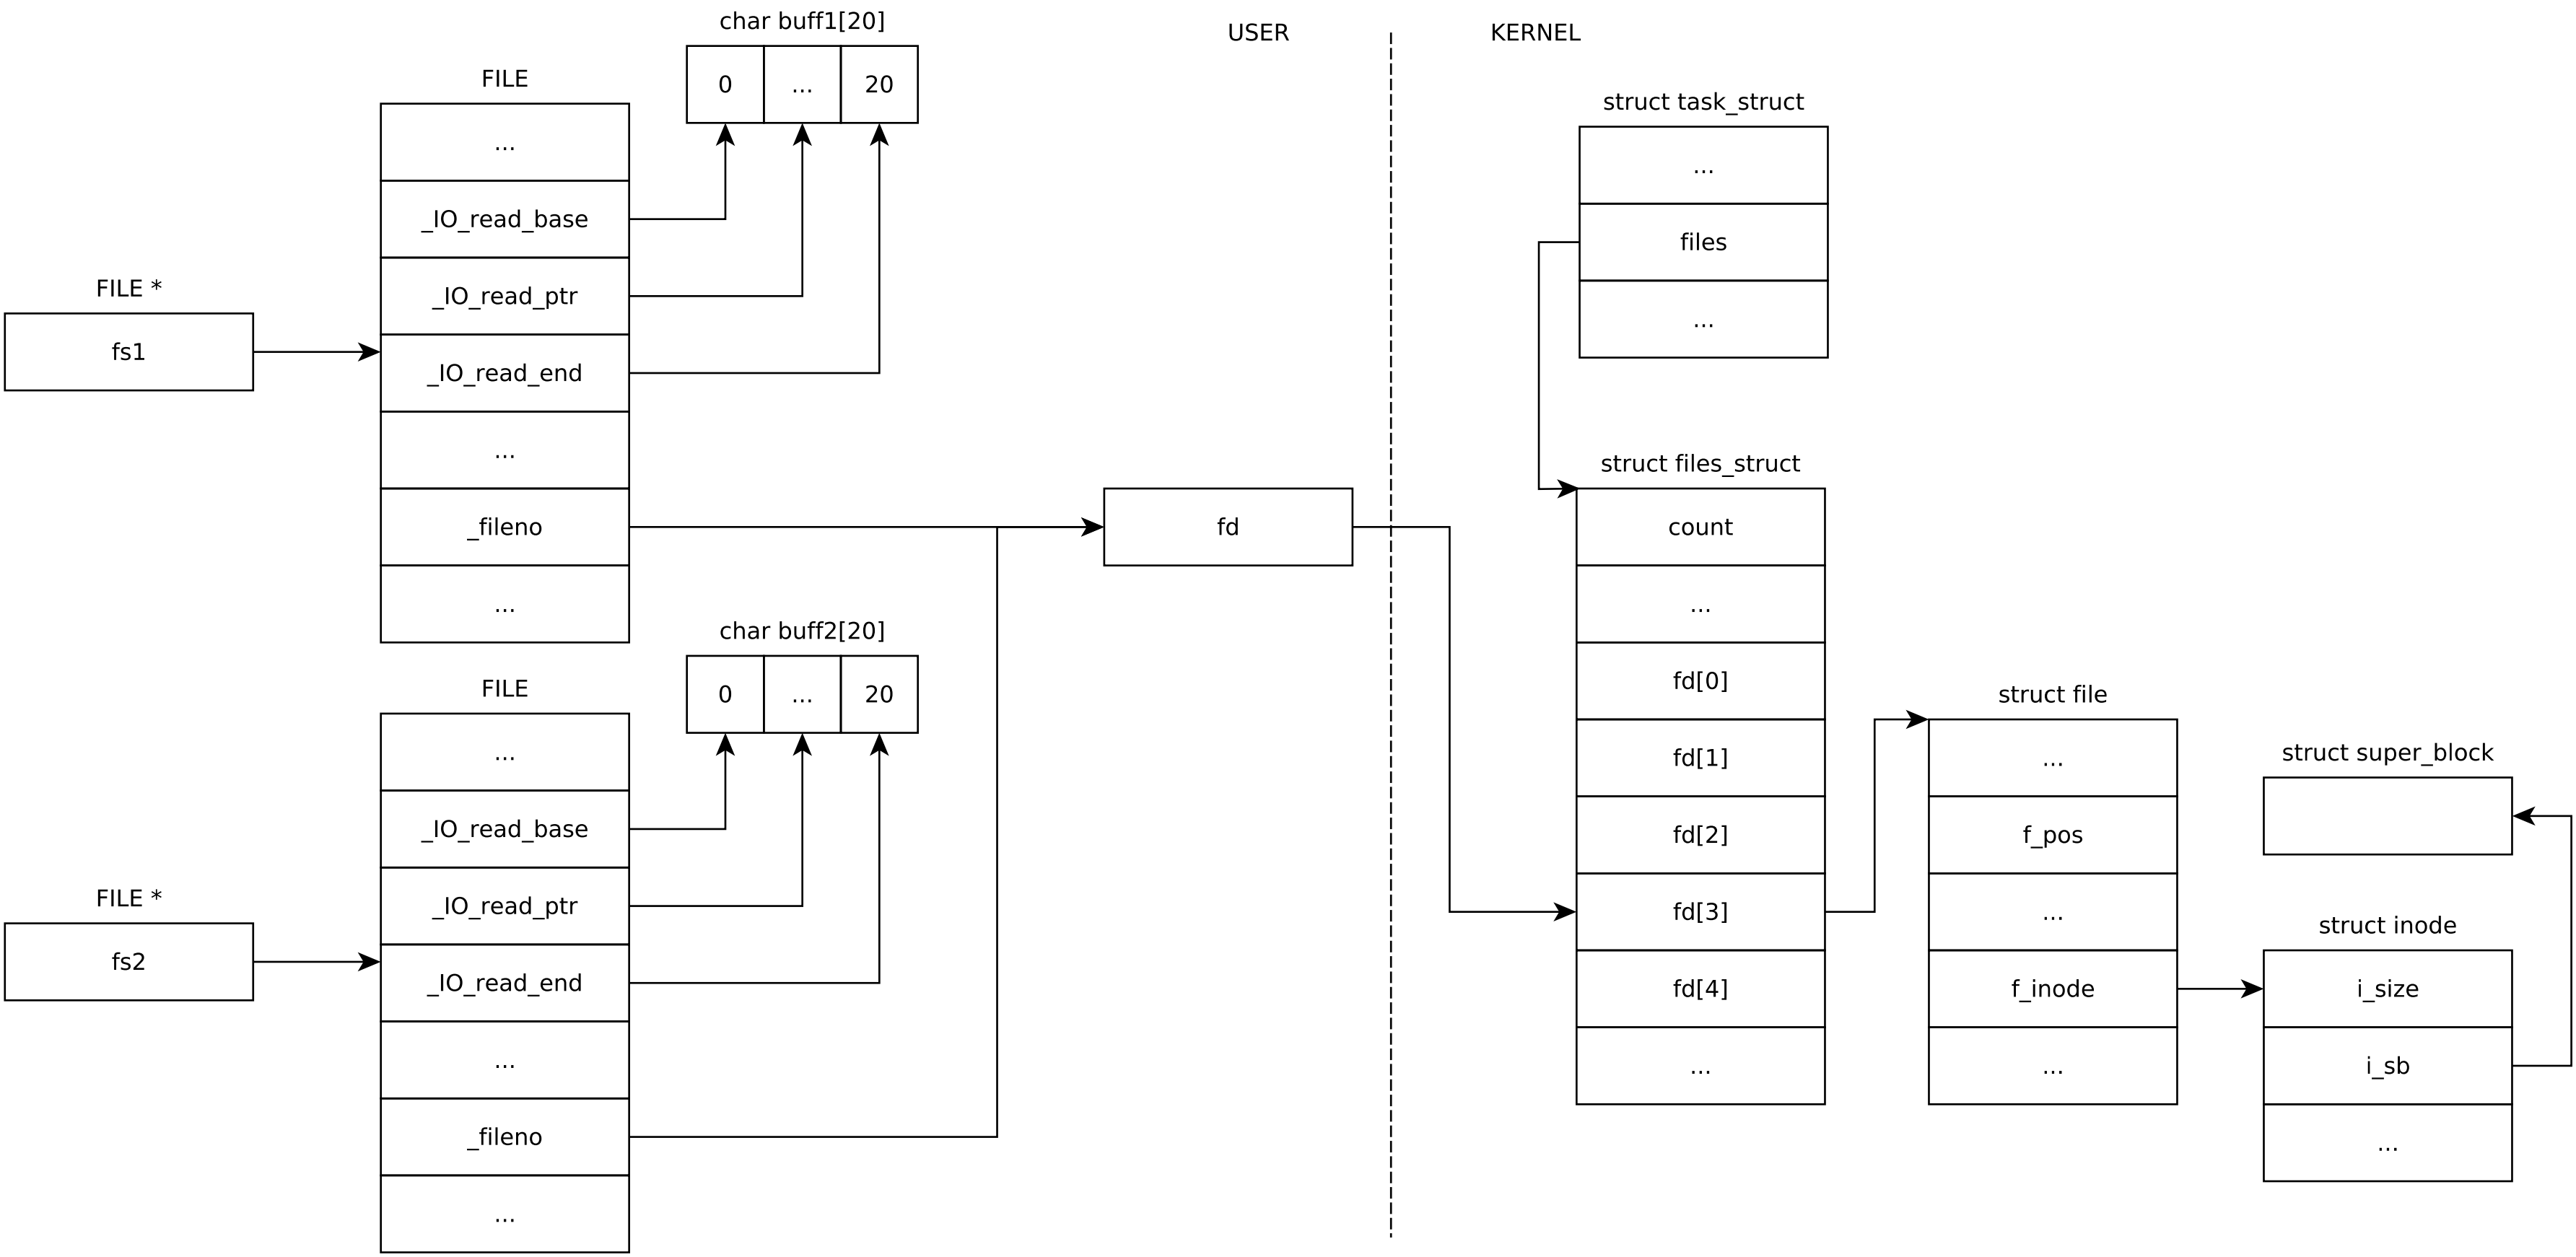 char buff1[20]
0
...
20
FILE
...
_IO_read_base
_IO_read_ptr
_IO_read_end
...
_fileno
...
FILE *
fs1
char buff2[20]
0
...
20
FILE
...
_IO_read_base
_IO_read_ptr
_IO_read_end
...
_fileno
...
FILE *
fs2
fd
USER
KERNEL
struct task_struct
...
files
...
struct files_struct
count
...
fd[0]
fd[1]
fd[2]
fd[3]
fd[4]
...
struct file
...
f_pos
...
f_inode
...
struct super_block
struct inode
i_size
i_sb
...